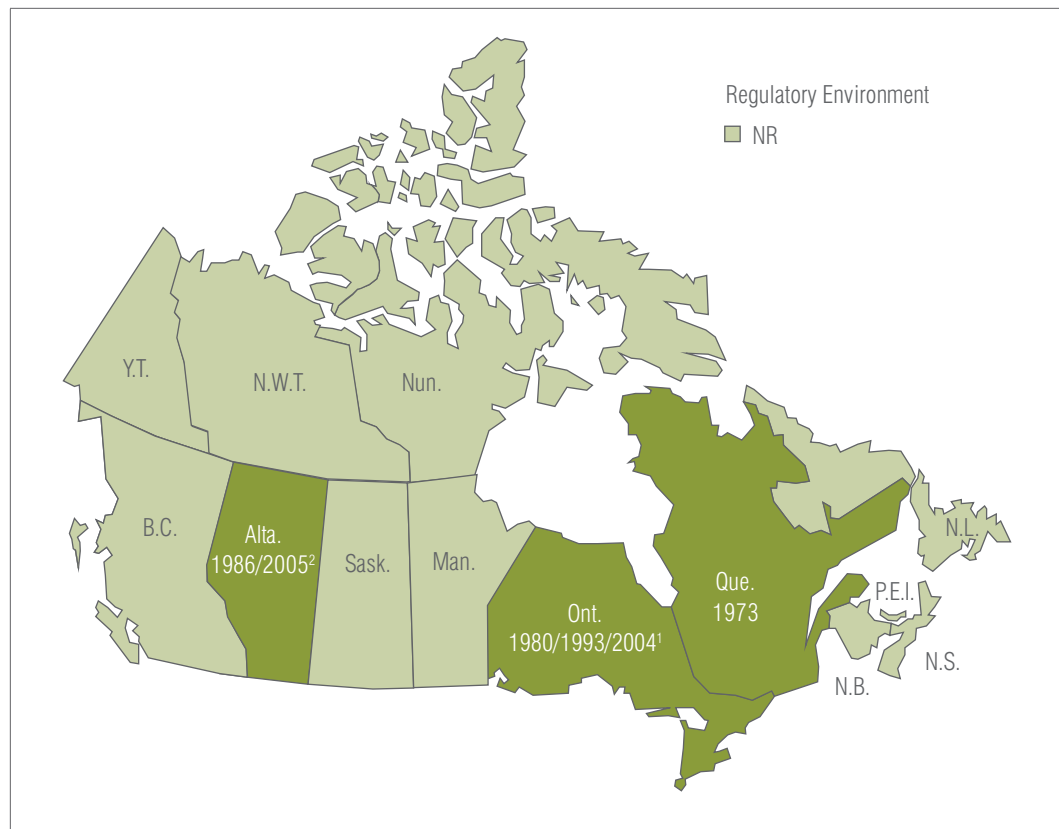 Regulatory Environment
NR
Y.T.
N.W.T.
Nun.
B.C.
Alta.
1986/2005²
Sask.
Man.
Ont.
1980/1993/2004¹
Que.
1973
N.L.
P.E.I.
N.S.
N.B.